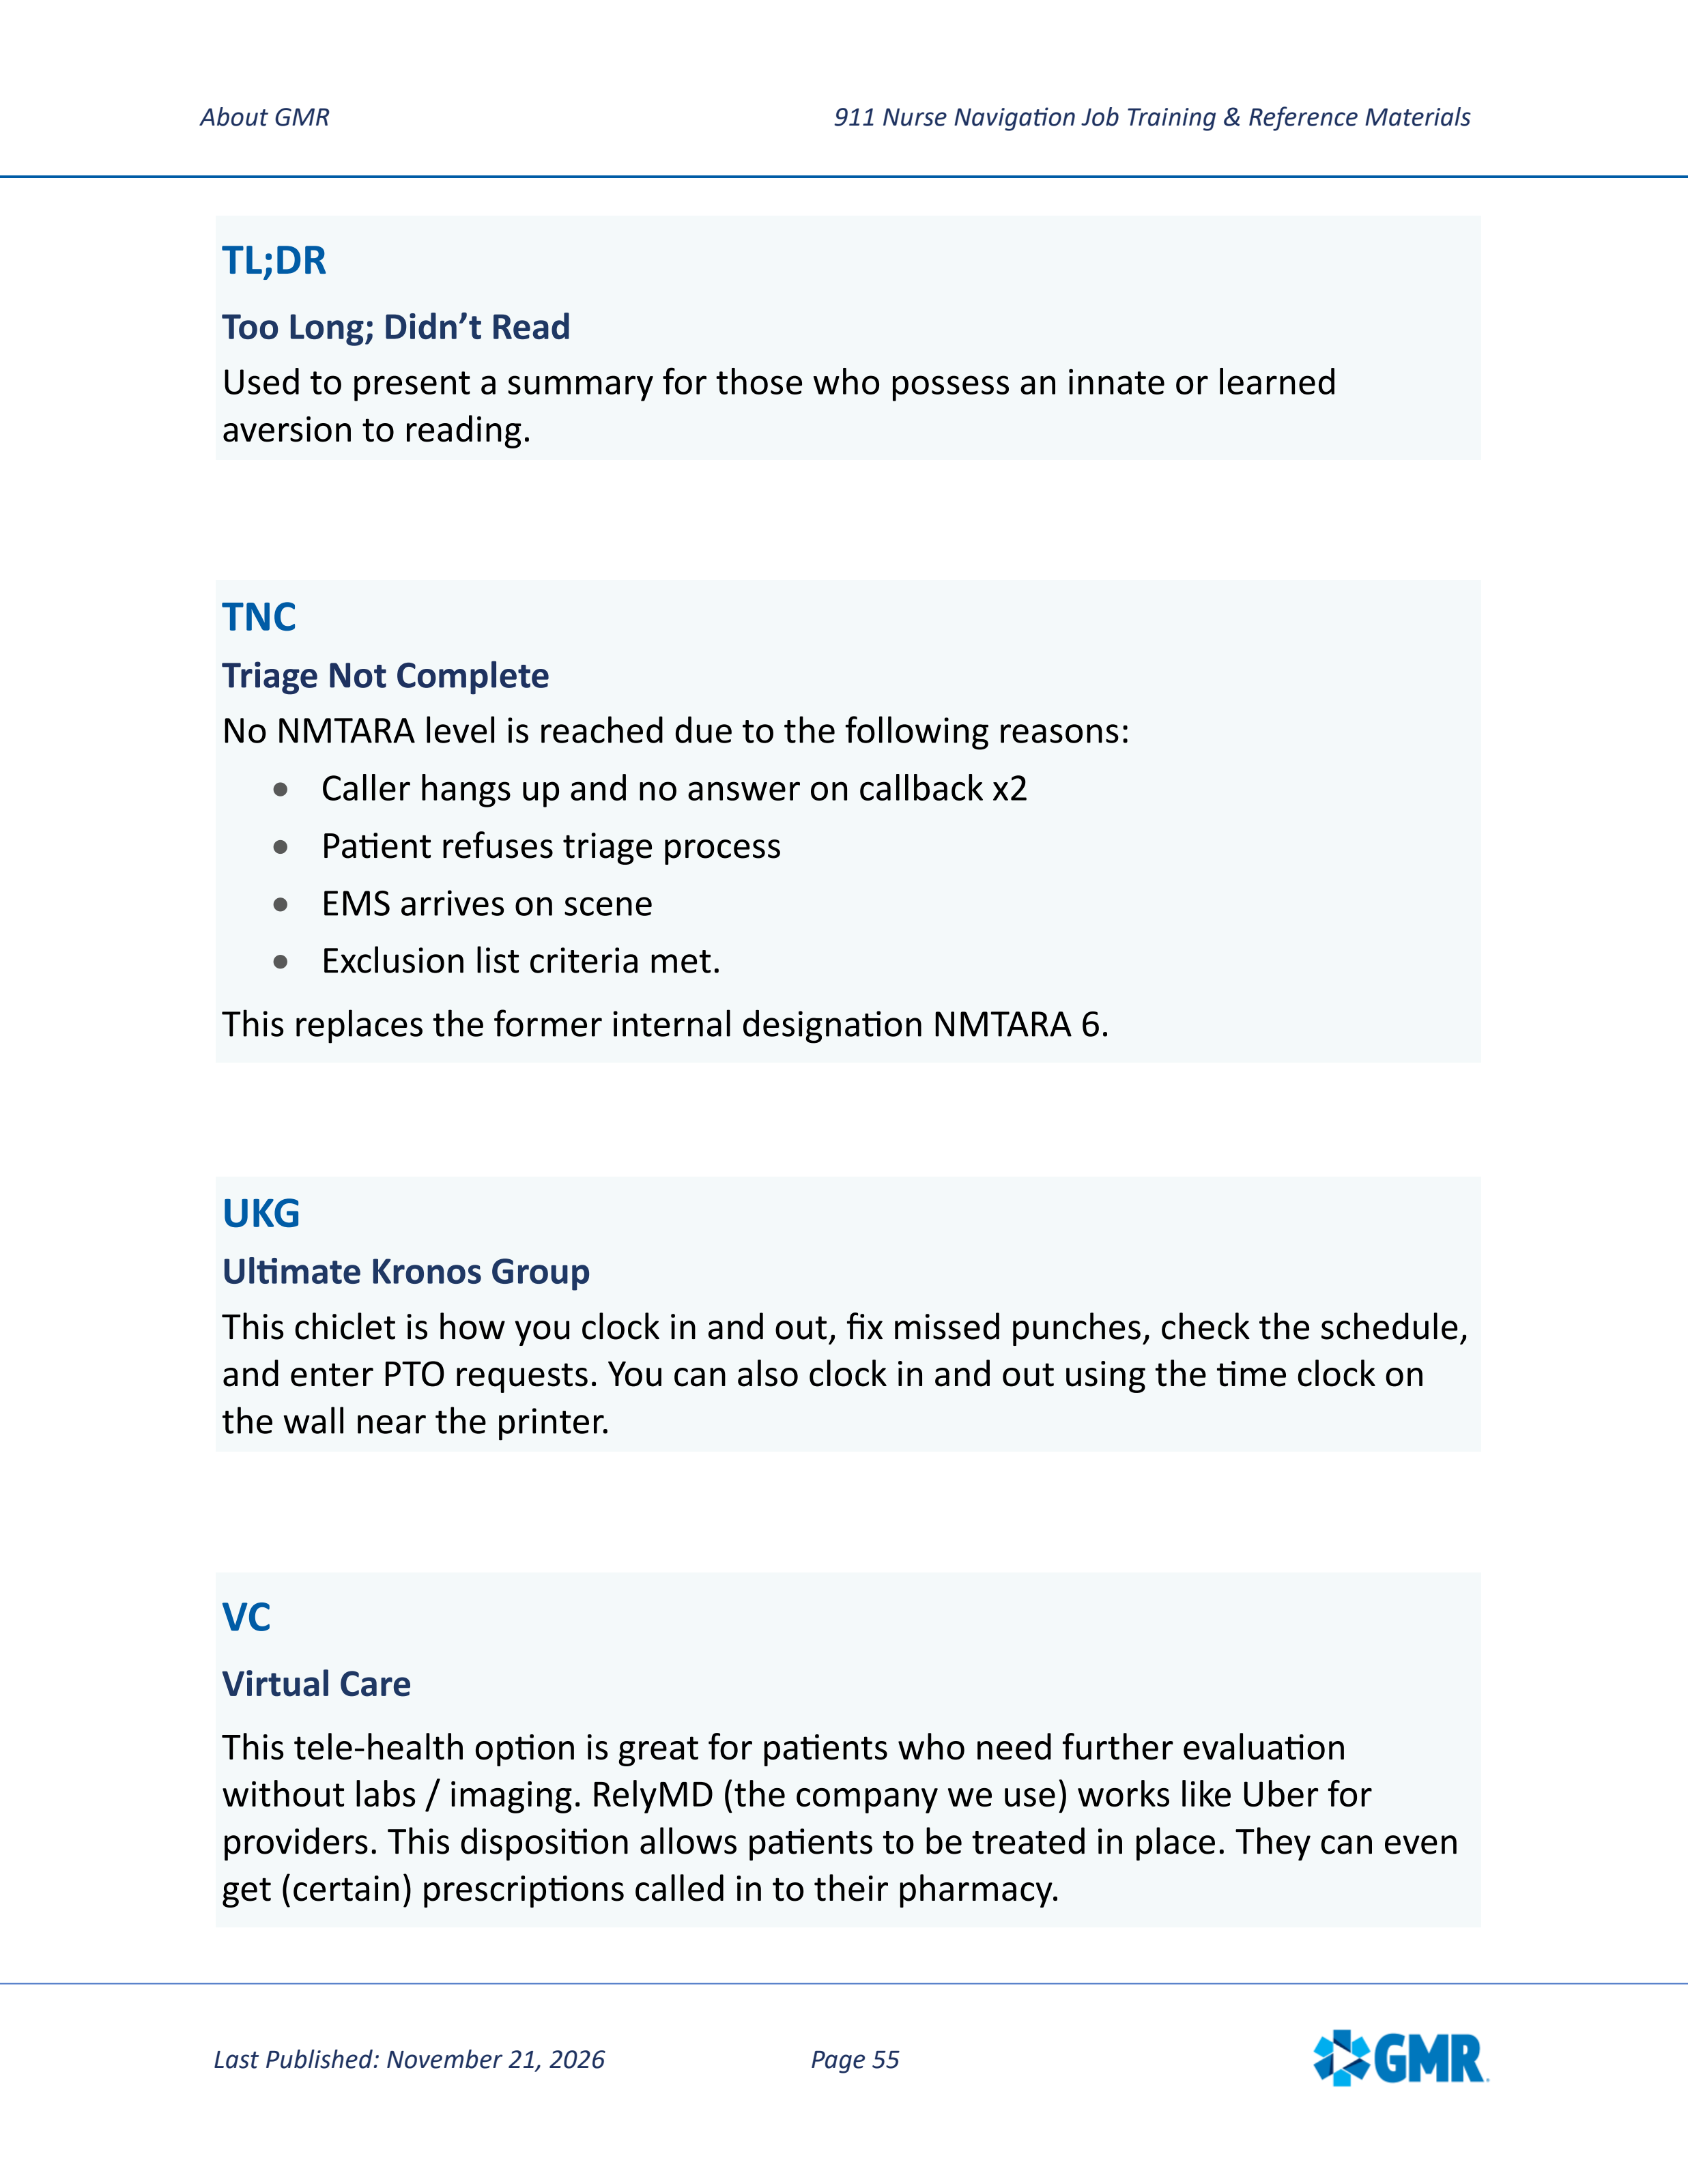 About GMR
911 Nurse Navigation Job Training & Reference Materials
TL;DR
Too Long; Didn’t Read
Used to present a summary for those who possess an innate or learned
aversion to reading.
TNC
Triage Not Complete
No NMTARA level is reached due to the following reasons:
● Caller hangs up and no answer on callback x2
● Patient refuses triage process
● EMS arrives on scene
● Exclusion list criteria met.
This replaces the former internal designation NMTARA 6.
UKG
Ultimate Kronos Group
This chiclet is how you clock in and out, fix missed punches, check the schedule,
and enter PTO requests. You can also clock in and out using the time clock on
the wall near the printer.
VC
Virtual Care
This tele-health option is great for patients who need further evaluation
without labs / imaging. RelyMD (the company we use) works like Uber for
providers. This disposition allows patients to be treated in place. They can even
get (certain) prescriptions called in to their pharmacy.
Last Published: November 21, 2026
Page 55
GMR